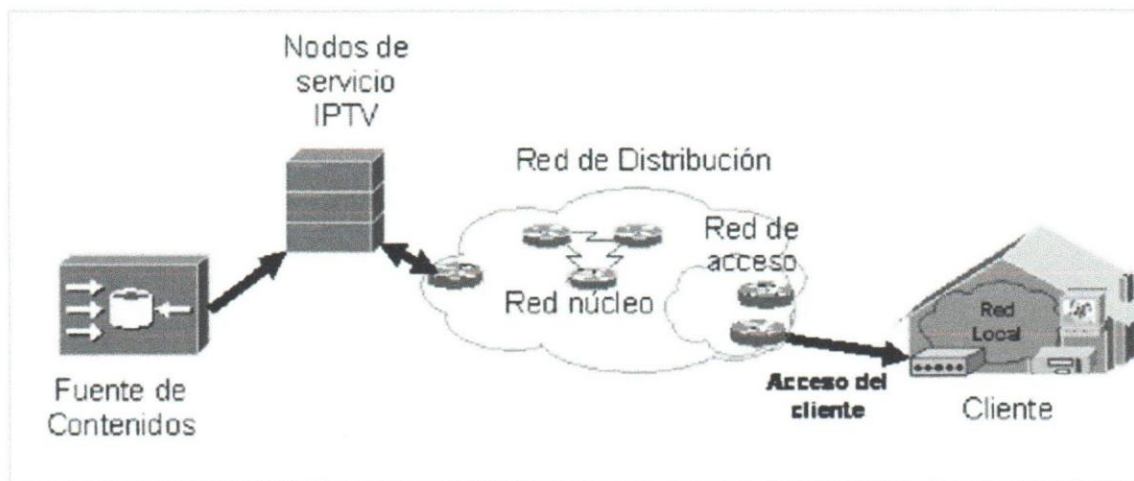 Nodos de
servicio
IPTV
Red de Distribución
Red de
acceso
Red núcleo
Red
Local
Acceso del
cliente
Cliente
Fuente de
Contenidos